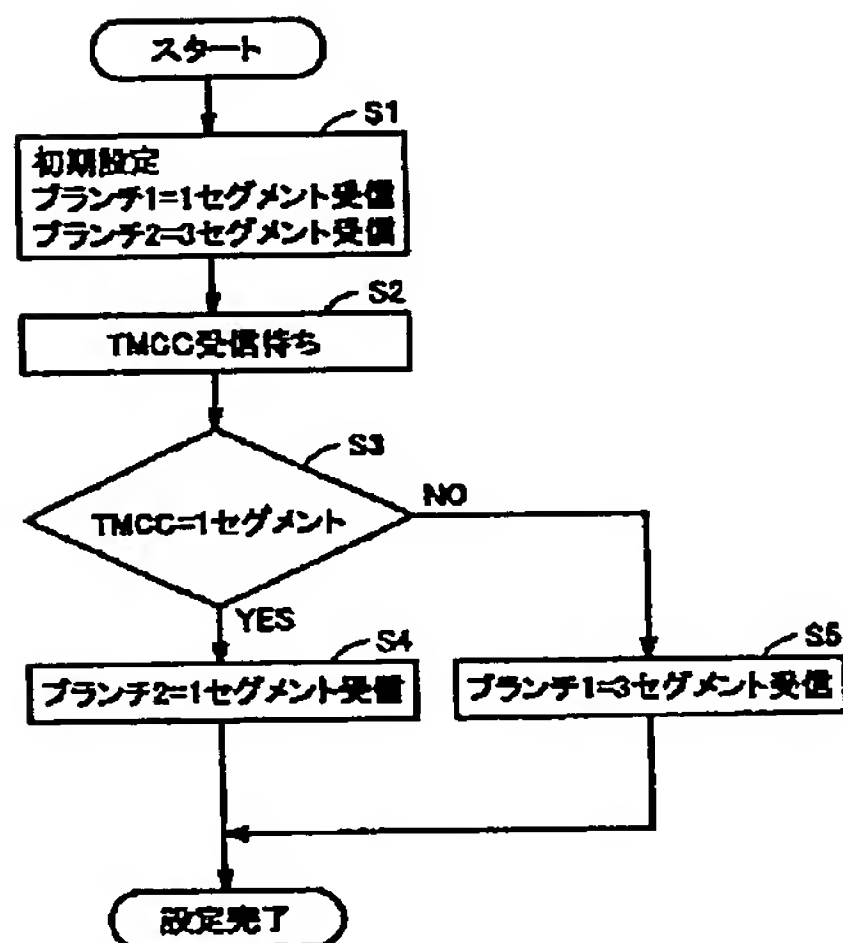 スタート
S1
初期設定
ブランチ1=1セグメント受信
ブランチ2=3セグメント受信
S2
TMCC受信待ち
S3
TMCC=1セグメント
NO
YES
S4
ブランチ2=1セグメント受信
S5
ブランチ1=3セグメント受信
設定完了